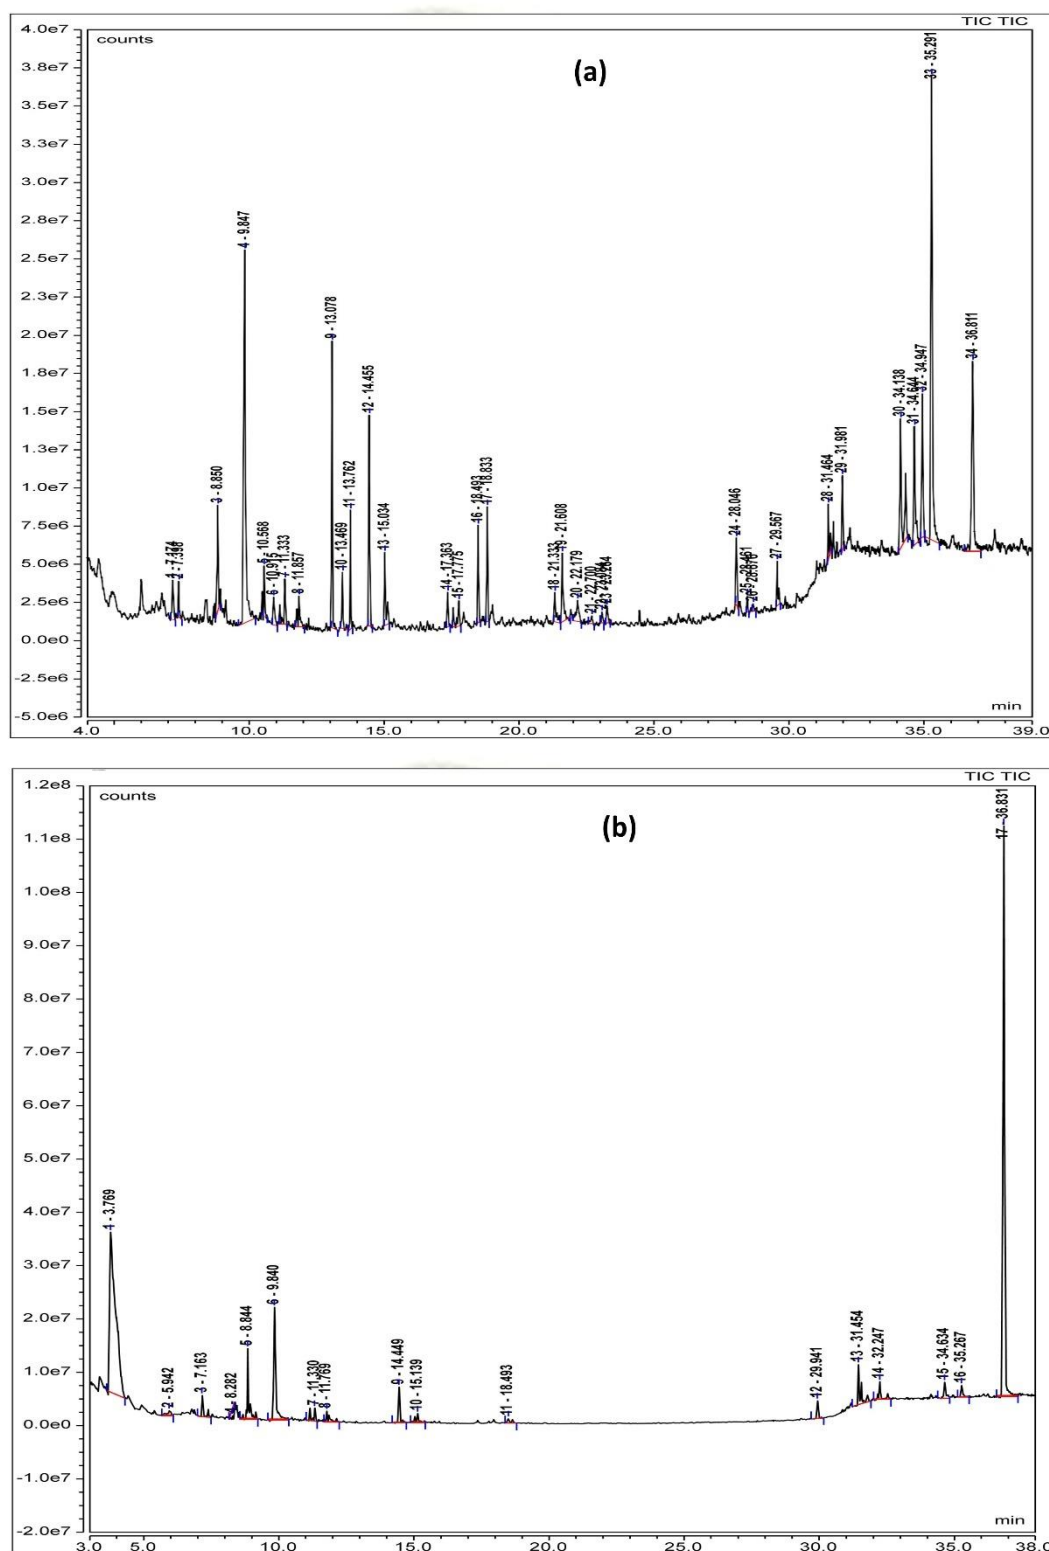 TIC TIC
4.0e7
counts
(a)
3.8e7
3.5e7
3.3e7
3.0e7
2.8e7
2.5e7
2.3e7
2.0e7
1.8e7
1.5e7
1.3e7
1.0e7
7.5e6
5.0e6
2.5e6
0.0e0
-2.5e6
-5.0e6
2 - 7.398
3 - 8.850
4 - 9.847
5 - 10.568
6 - 10.915
7 - 11.333
8 - 11.857
9 - 13.078
10 - 13.469
11 - 13.762
12 - 14.455
13 - 15.034
14 - 17.363
15 - 17.775
16 - 18.493
17 - 18.833
18 - 21.333
19 - 21.608
20 - 22.179
21 - 22.700
24 - 28.046
25 - 28.461
27 - 29.567
28 - 31.464
29 - 31.981
30 - 34.138
31 - 34.644
32 - 34.947
33 - 35.291
34 - 36.811
min
4.0 10.0 15.0 20.0 25.0 30.0 35.0 39.0
TIC TIC
1.2e8
counts
(b)
1.1e8
1.0e8
9.0e7
8.0e7
7.0e7
6.0e7
5.0e7
4.0e7
3.0e7
2.0e7
1.0e7
0.0e0
-1.0e7
-2.0e7
1 - 3.769
2 - 5.942
3 - 7.163
4 - 8.282
5 - 8.844
6 - 9.840
7 - 11.330
8 - 11.769
9 - 14.449
10 - 15.139
11 - 18.493
12 - 29.941
13 - 31.454
14 - 32.247
15 - 34.634
16 - 35.267
17 - 36.831
min
3.0 10.0 15.0 20.0 25.0 30.0 35.0 38.0